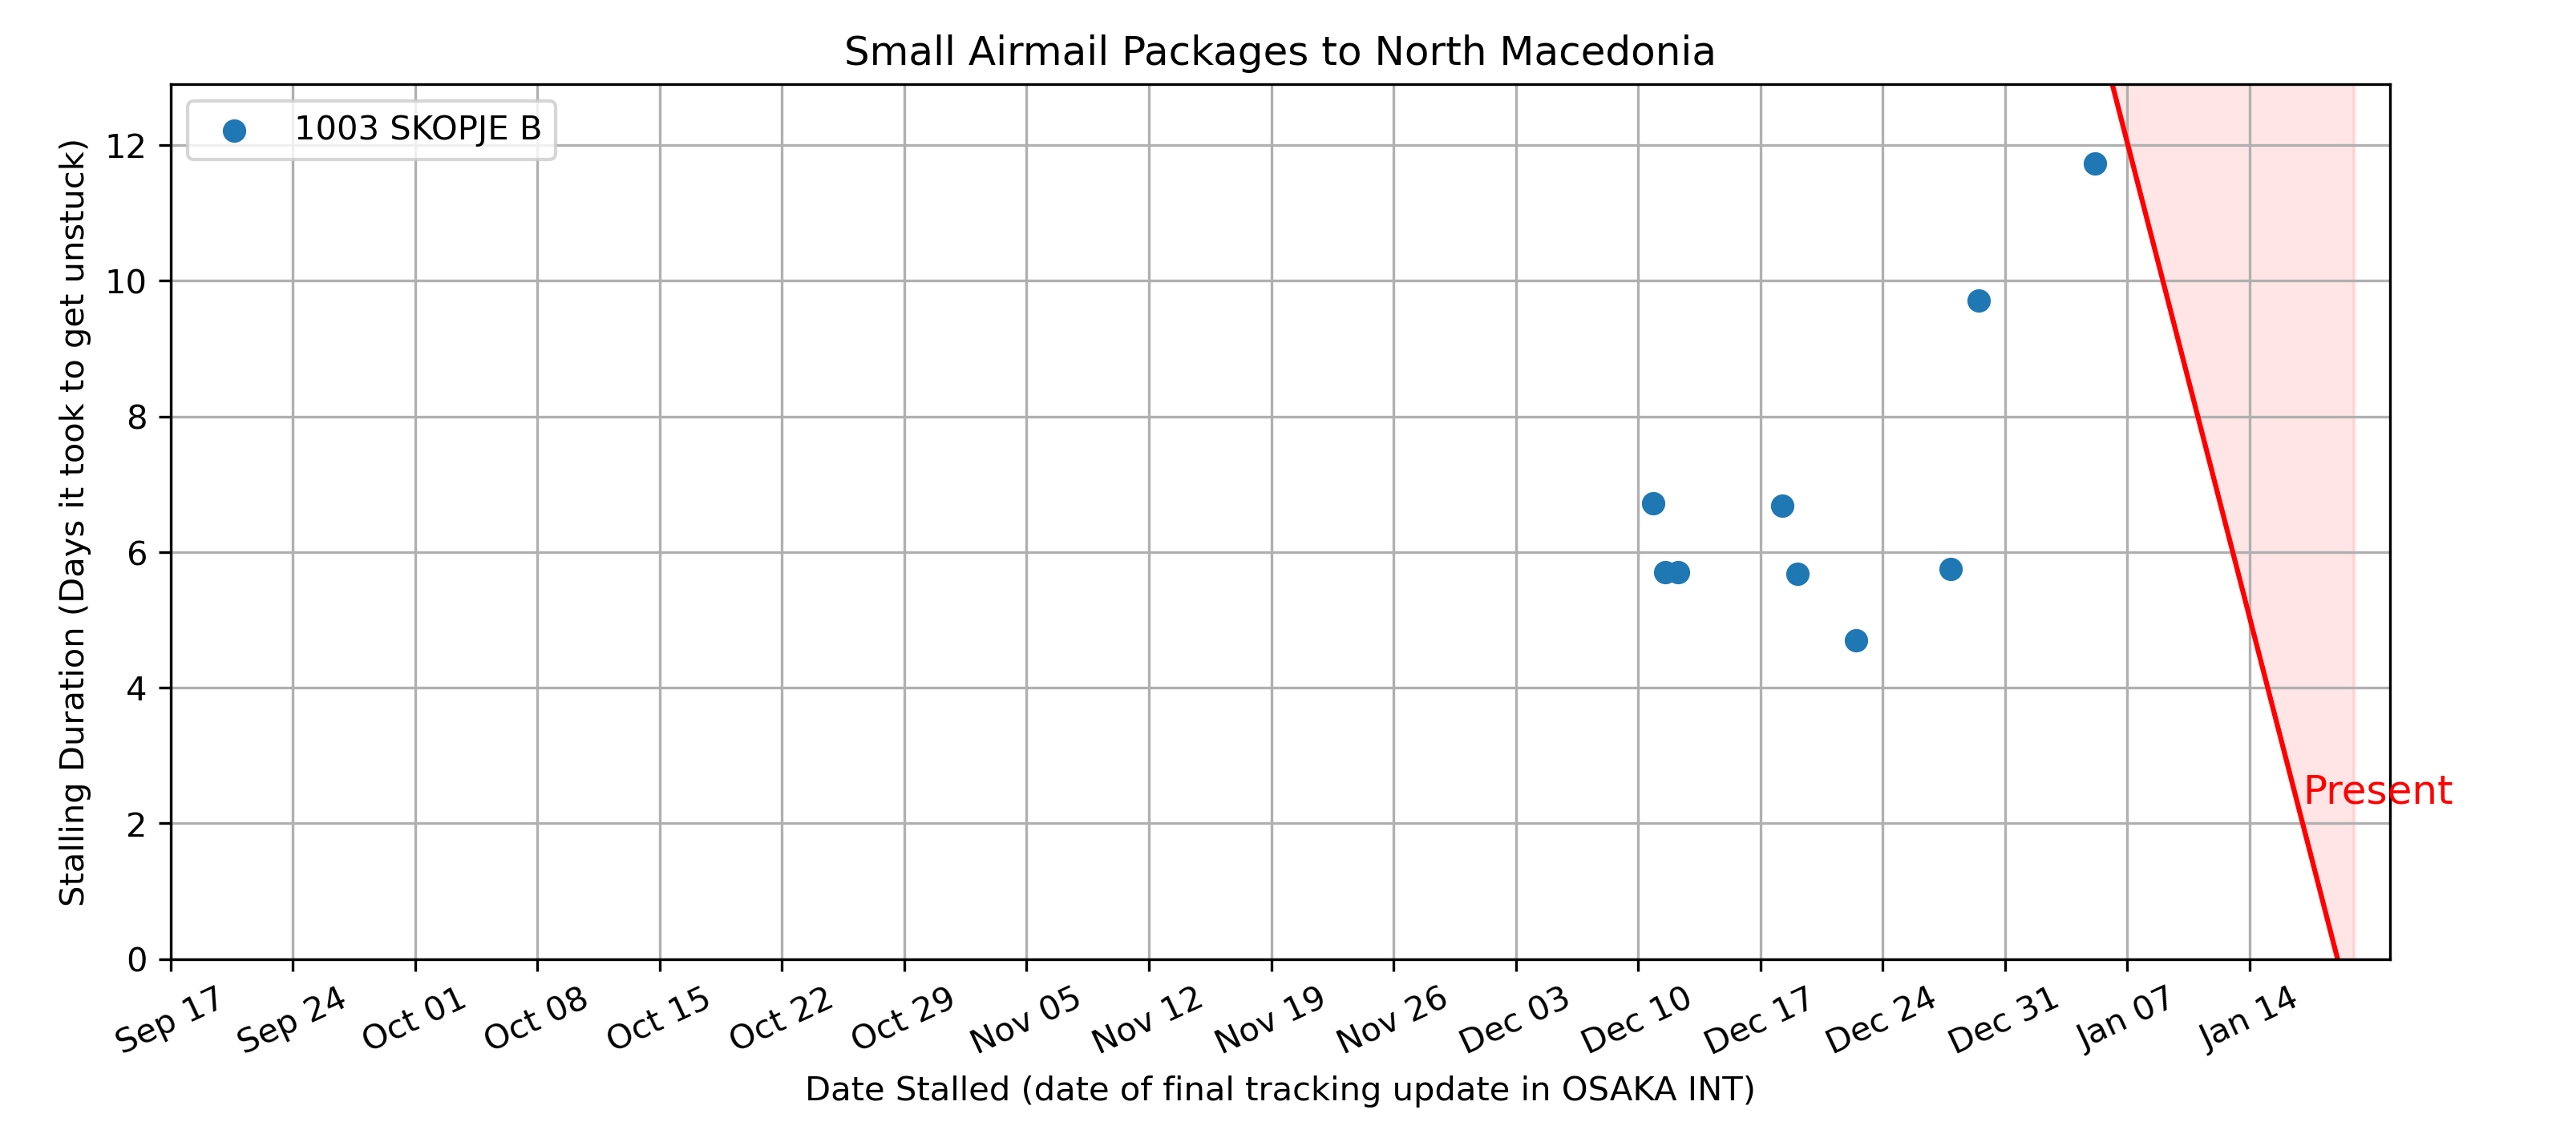 Small Airmail Packages to North Macedonia
1003 SKOPJE B
Stalling Duration (Days it took to get unstuck)
12
10
8
6
4
2
0
Present
Sep 17
Sep 24
Oct 01
Oct 08
Oct 15
Oct 22
Oct 29
Nov 05
Nov 12
Nov 19
Nov 26
Dec 03
Dec 10
Dec 17
Dec 24
Dec 31
Jan 07
Jan 14
Date Stalled (date of final tracking update in OSAKA INT)